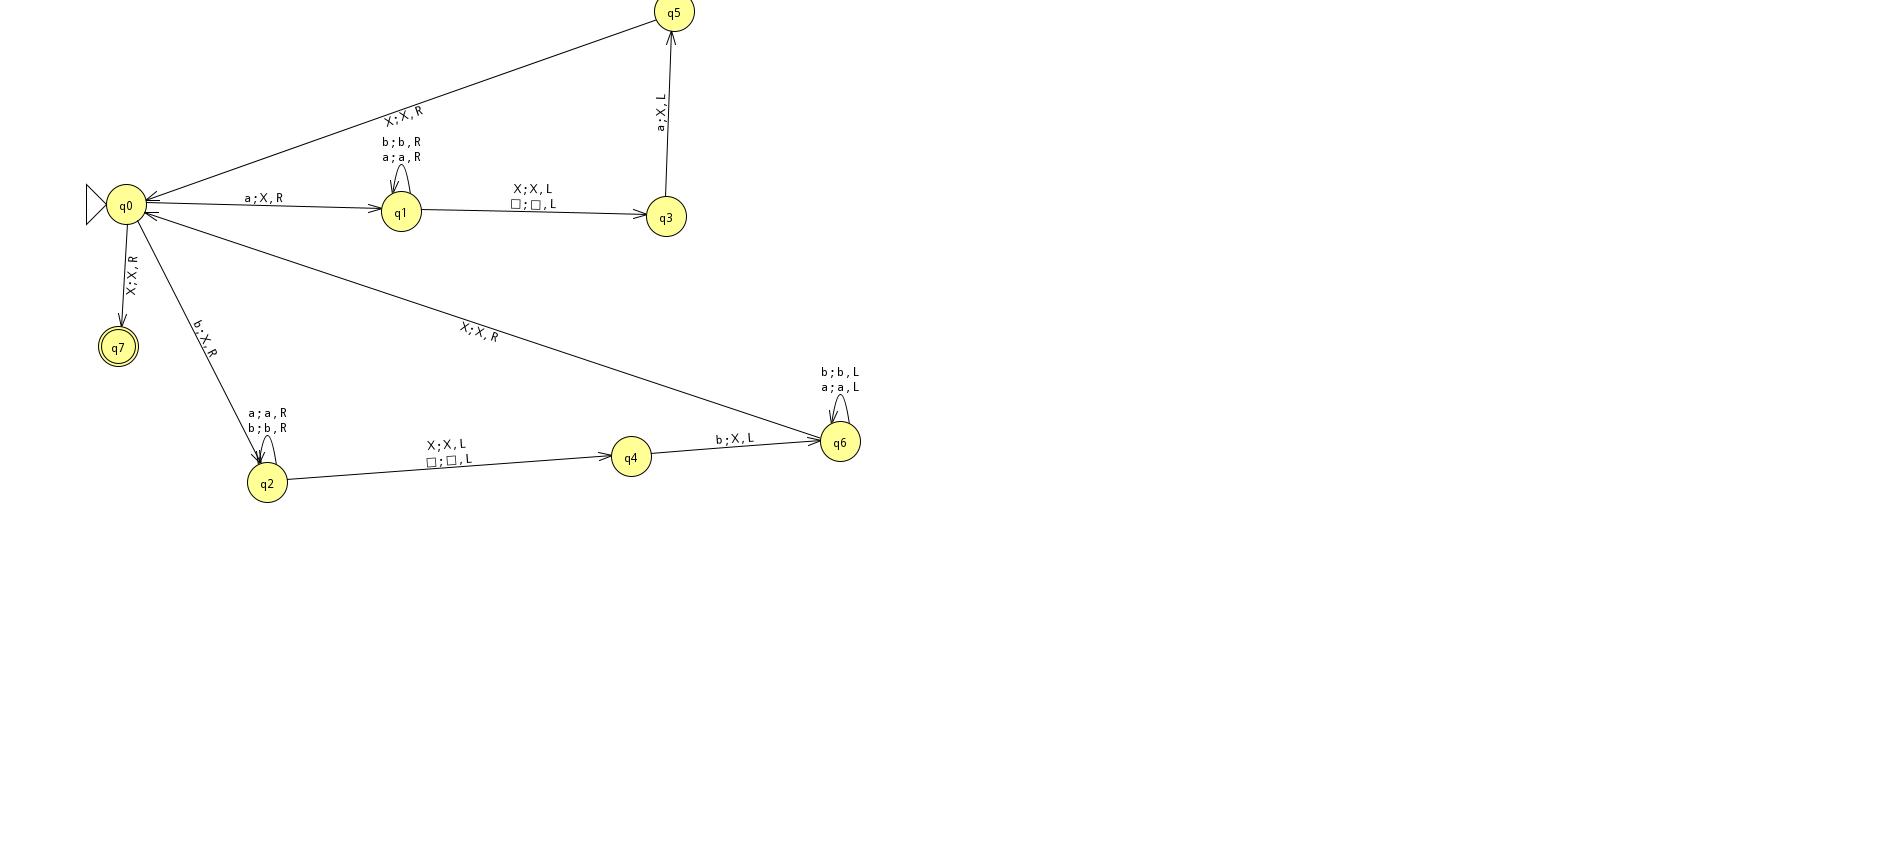 q5
X;X,R
a;X,L
b;b,R
a;a,R
q0
a;X,R
q1
X;X,L
□;□,L
q3
X;X,R
q7
b;X,R
X;X,R
b;b,L
a;a,L
q6
a;a,R
b;b,R
q2
X;X,L
□;□,L
q4
b;X,L